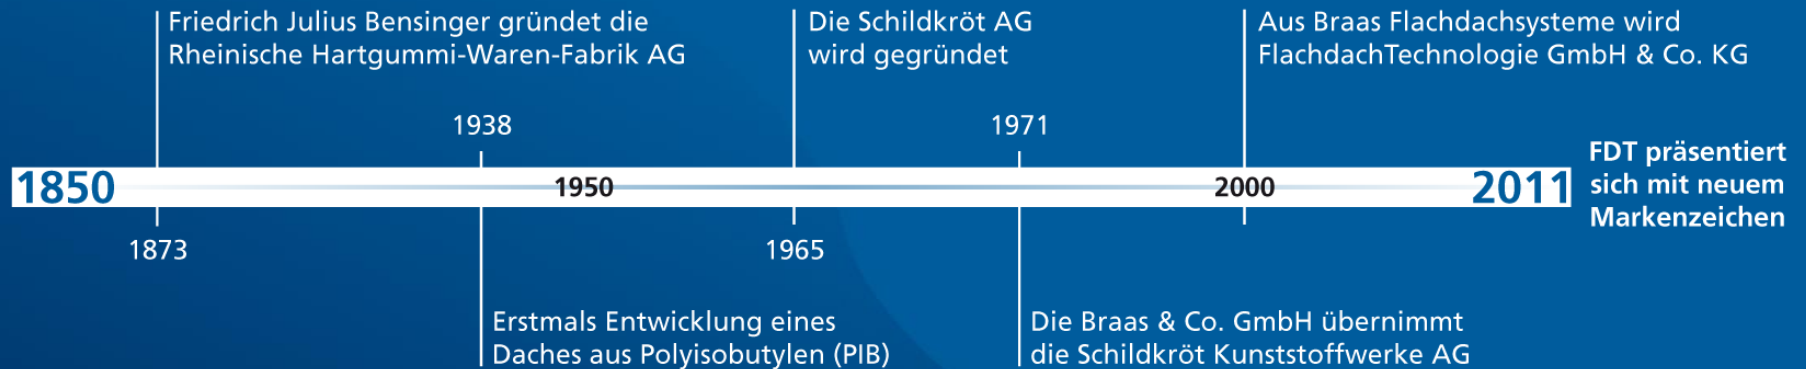 Friedrich Julius Bensinger gründet die
Rheinische Hartgummi-Waren-Fabrik AG
Die Schildkröt AG
wird gegründet
Aus Braas Flachdachsysteme wird
FlachdachTechnologie GmbH & Co. KG
1938
1971
1850
1950
2000
2011
FDT präsentiert
sich mit neuem
Markenzeichen
1873
1965
Erstmals Entwicklung eines
Daches aus Polyisobutylen (PIB)
Die Braas & Co. GmbH übernimmt
die Schildkröt Kunststoffwerke AG